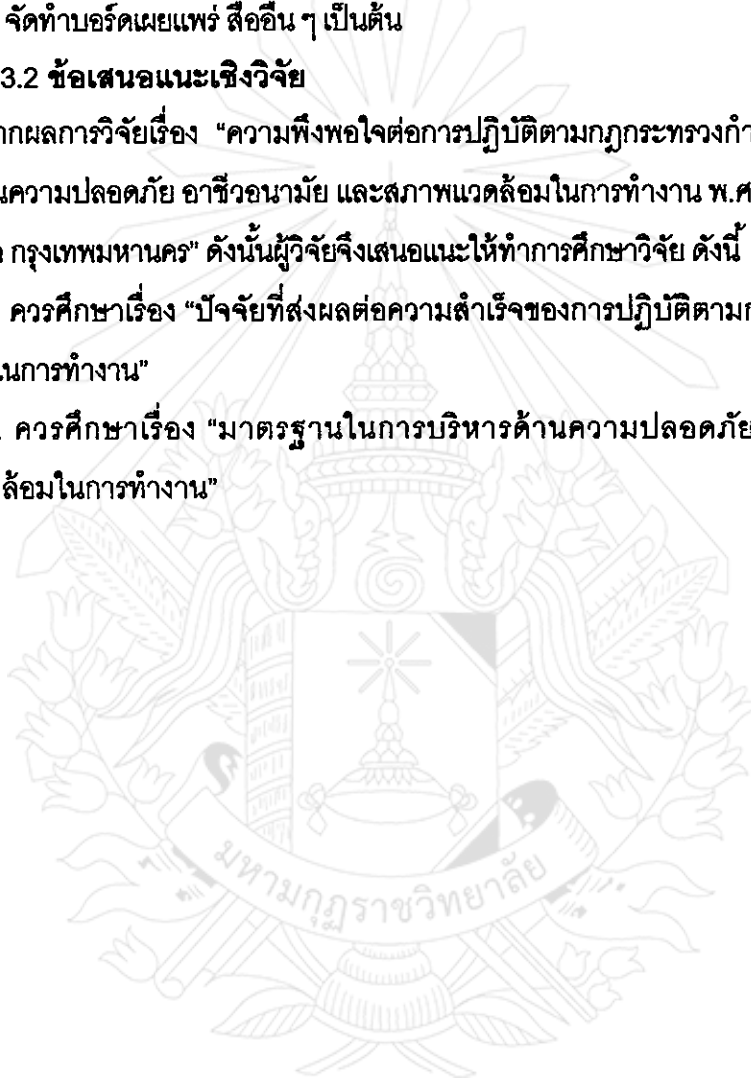 จัดทำบอร์ดเผยแพร่ สื่ออื่น ๆ เป็นต้น
3.2 ข้อเสนอแนะเชิงวิจัย
ากผลการวิจัยเรื่อง “ความพึงพอใจต่อการปฏิบัติตามกฎกระทรวงกำ
นความปลอดภัย อาชีวอนามัย และสภาพแวดล้อมในการทำงาน พ.ศ
กรุงเทพมหานคร” ดังนั้นผู้วิจัยจึงเสนอแนะให้ทำการศึกษาวิจัย ดังนี้
ควรศึกษาเรื่อง “ปัจจัยที่ส่งผลต่อความสำเร็จของการปฏิบัติตามก
นการทำงาน”
. ควรศึกษาเรื่อง “มาตรฐานในการบริหารด้านความปลอดภัย
ล้อมในการทำงาน”
มหามกุฏราชวิทยาลัย